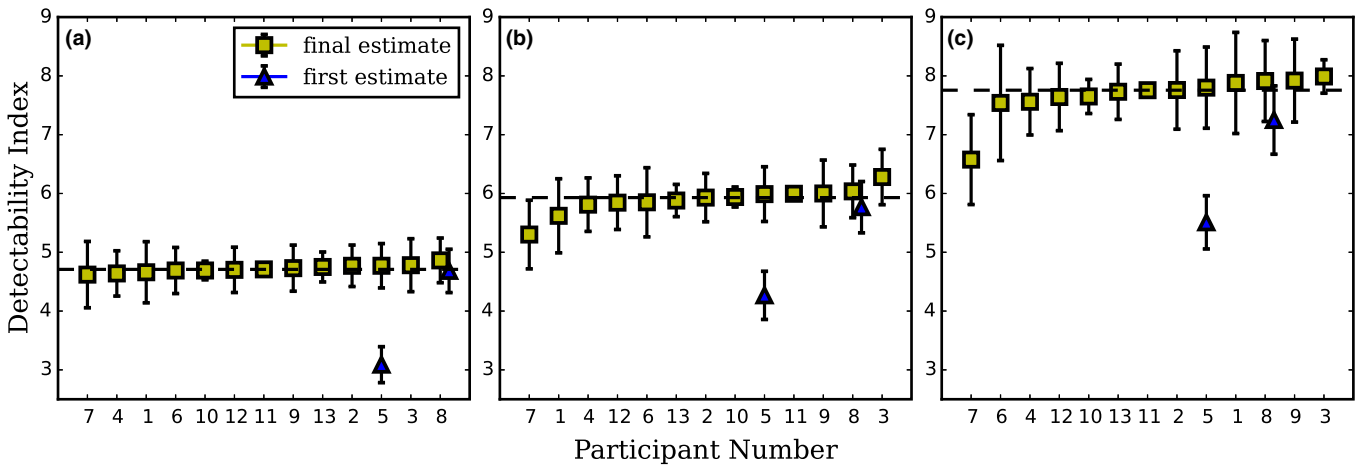 (a)
final estimate
first estimate
(b)
(c)
Detectability Index
9
8
7
6
5
4
3
9
8
7
6
5
4
3
9
8
7
6
5
4
3
7 4 1 6 10 12 11 9 13 2 5 3 8
7 1 4 12 6 13 2 10 5 11 9 8 3
7 6 4 12 10 13 11 2 5 1 8 9 3
Participant Number